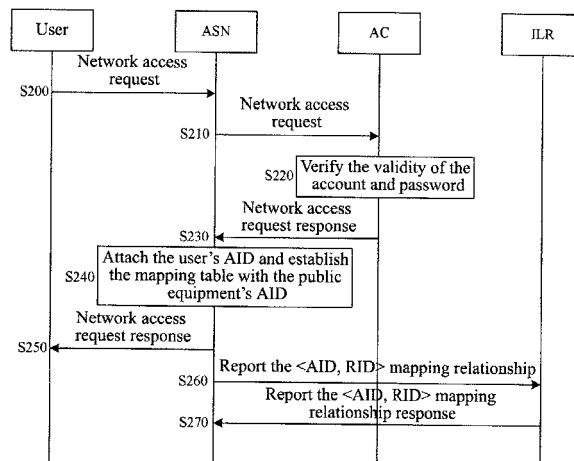 User
ASN
AC
ILR
Network access
request
S200
Network access
request
S210
S220
Verify the validity of the
account and password
Network access
request response
S230
Attach the user's AID and establish
the mapping table with the public
equipment's AID
S240
Network access
request response
S250
Report the <AID, RID> mapping relationship
S260
Report the <AID, RID> mapping
relationship response
S270